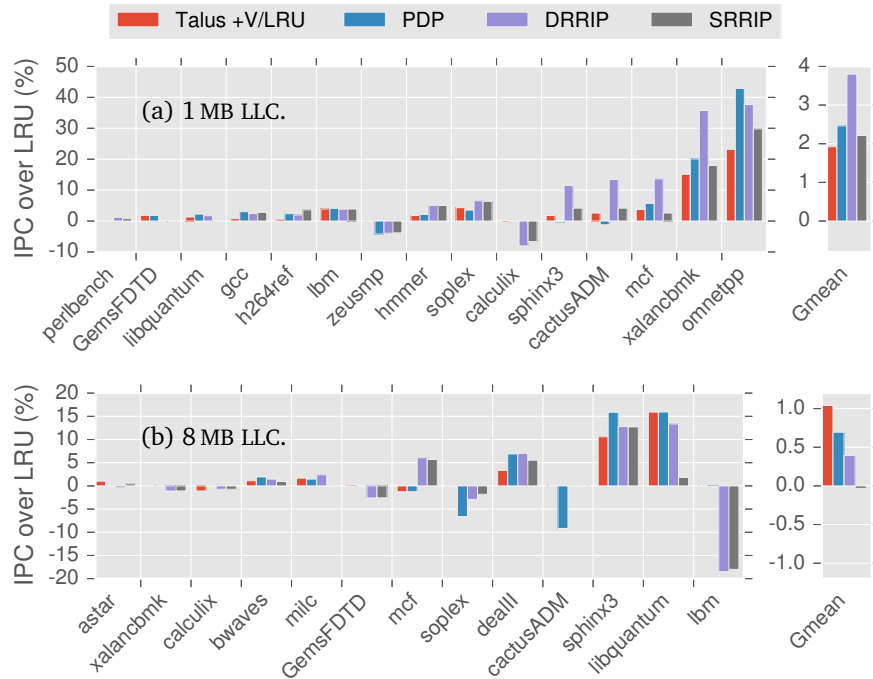 Talus +V/LRU PDP DRRIP SRRIP
IPC over LRU (%)
50
40
30
20
10
0
-10
(a) 1 MB LLC.
perlbench
GemsFDTD
libquantum
gcc
h264ref
lbm
zeusmp
hmmer
soplex
calculix
sphinx3
cactusADM
mcf
xalancbmk
omnetpp
4
3
2
1
0
Gmean
IPC over LRU (%)
20
15
10
5
0
-5
-10
-15
-20
(b) 8 MB LLC.
astar
xalancbmk
calculix
bwaves
milc
GemsFDTD
mcf
soplex
dealII
cactusADM
sphinx3
libquantum
lbm
1.0
0.5
0.0
-0.5
-1.0
Gmean